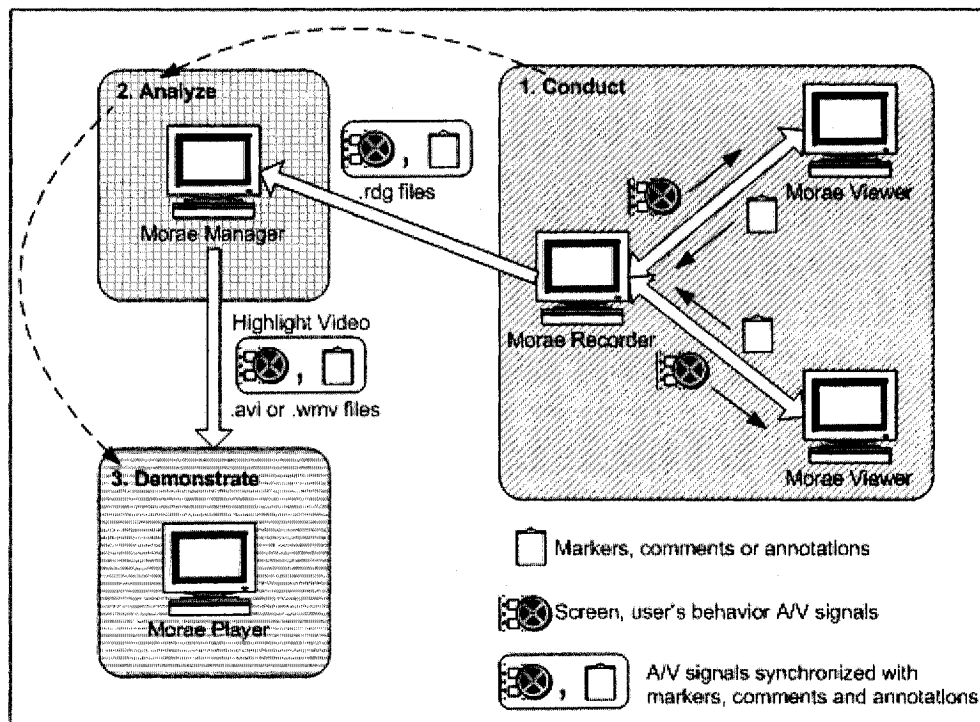 1. Conduct
Morae Viewer
Morae Recorder
Morae Viewer
2. Analyze
Morae Manager
.rdg files
Highlight Video
.avi or .wmv files
3. Demonstrate
Morae Player
Markers, comments or annotations
Screen, user's behavior A/V signals
A/V signals synchronized with
markers, comments and annotations
,
,
,